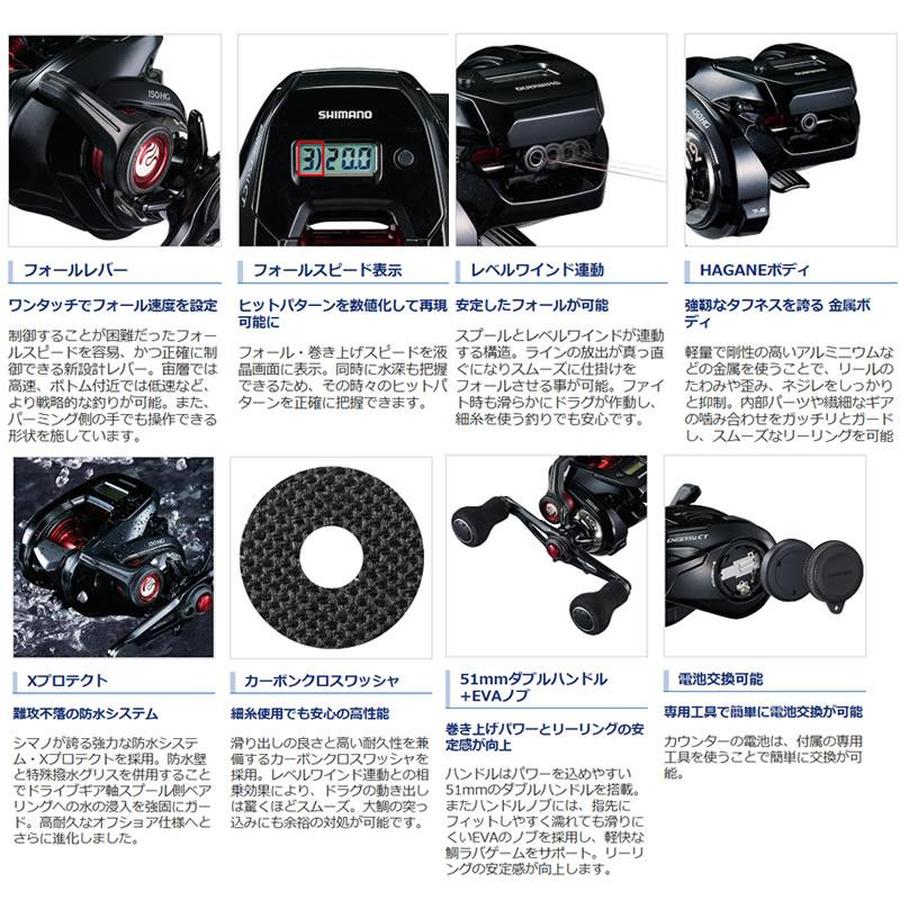 150HG
フォールレバー
ワンタッチでフォール速度を設定
制御することが困難だったフォー
ルスピードを容易、かつ正確に制
御できる新設計レバー。宙層では
高速、ボトム付近では低速など、
より戦略的な釣りが可能。また、
パーミング側の手でも操作できる
形状を施しています。
SHIMANO
3 20.0
CT
フォールスピード表示
ヒットパターンを数値化して再現
可能に
フォール・巻き上げスピードを液
晶画面に表示。同時に水深も把握
できるため、その時々のヒットパ
ターンを正確に把握できます。
SHIMANO
レベルワインド連動
安定したフォールが可能
スプールとレベルワインドが連動
する構造。ラインの放出が真っ直
ぐになりスムーズに仕掛けを
フォールさせる事が可能。ファイ
ト時も滑らかにドラグが作動し、
細糸を使う釣りでも安心です。
SHIMANO
150HG
7.8
HAGANEボディ
強靱なタフネスを誇る 金属ボ
ディ
軽量で剛性の高いアルミニウムな
どの金属を使うことで、リールの
たわみや歪み、ネジレをしっかり
と抑制。内部パーツや繊細なギア
の噛み合わせをガッチリとガード
し、スムーズなリーリングを可能
150HG
Xプロテクト
難攻不落の防水システム
シマノが誇る強力な防水システ
ム・Xプロテクトを採用。防水壁
と特殊撥水グリスを併用すること
でドライブギア軸スプール側ベア
リングへの水の浸入を強固にガー
ド。高耐久なオフショア仕様へと
さらに進化しました。
カーボンクロスワッシャ
細糸使用でも安心の高性能
滑り出しの良さと高い耐久性を兼
備するカーボンクロスワッシャを
採用。レベルワインド連動との相
乗効果により、ドラグの動き出し
は驚くほどスムーズ。大鯛の突っ
込みにも余裕の対処が可能です。
51mmダブルハンドル
+EVAノブ
巻き上げパワーとリーリングの安
定感が向上
ハンドルはパワーを込めやすい
51mmのダブルハンドルを搭載。
またハンドルノブには、指先に
フィットしやすく濡れても滑りに
くいEVAのノブを採用し、軽快な
鯛ラバゲームをサポート。リーリ
ングの安定感が向上します。
ENGETSU CT
電池交換可能
専用工具で簡単に電池交換が可能
カウンターの電池は、付属の専用
工具を使うことで簡単に交換が可
能。